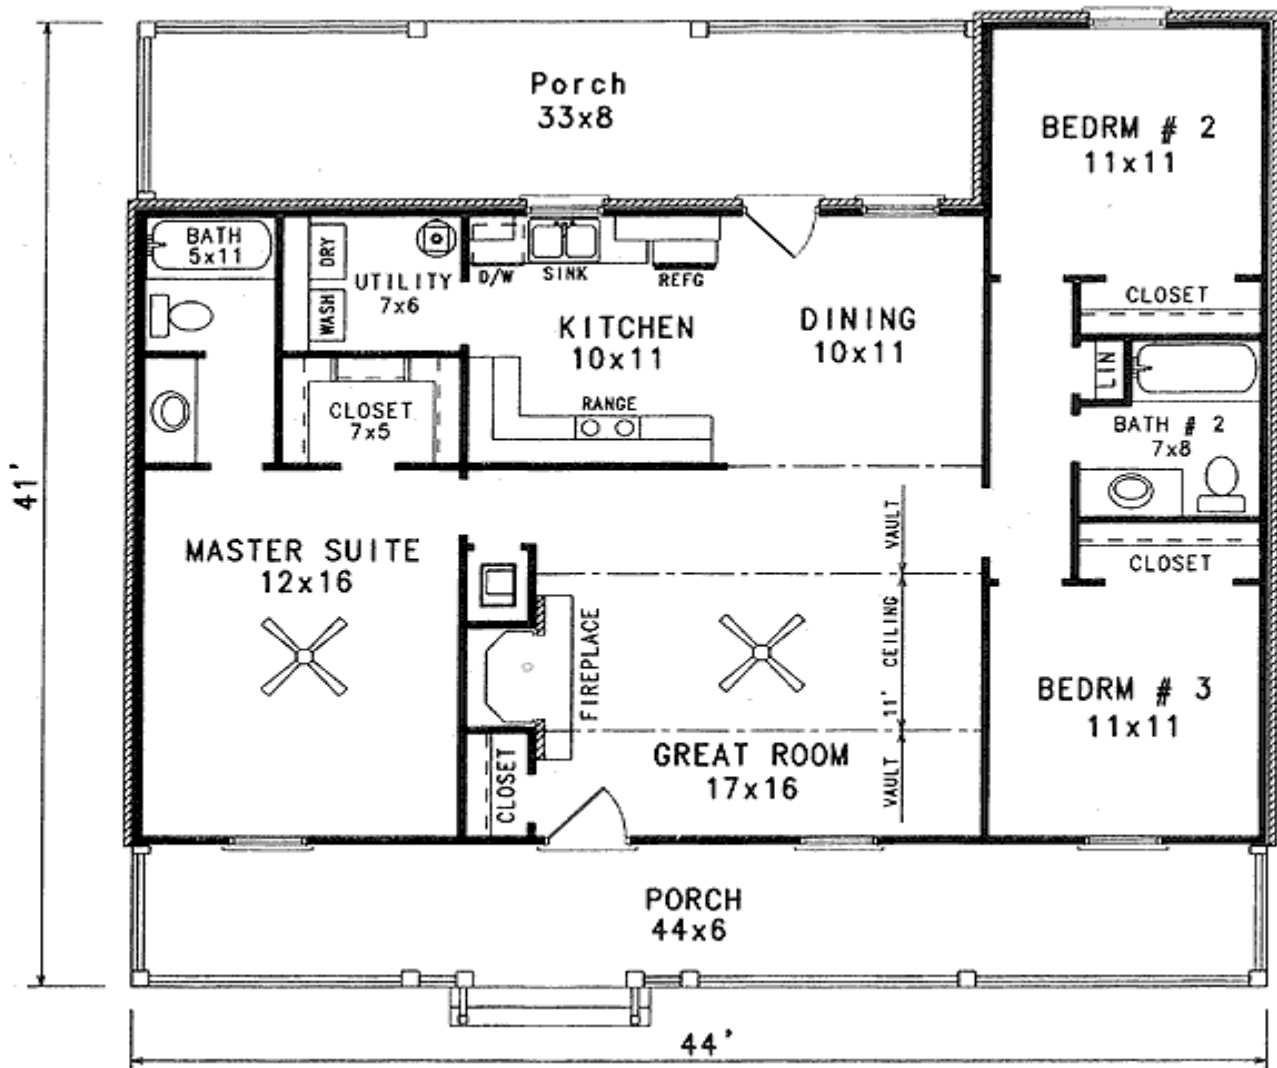 Porch
33x8
BEDRM # 2
11x11
BATH
5x11
DRY
UTILITY
7x6
WASH
D/W
SINK
REFG
KITCHEN
10x11
DINING
10x11
CLOSET
LIN
RANGE
CLOSET
7x5
BATH # 2
7x8
41'
MASTER SUITE
12x16
VAULT
CLOSET
FIREPLACE
11' CEILING
BEDRM # 3
11x11
GREAT ROOM
17x16
CLOSET
VAULT
PORCH
44x6
44'